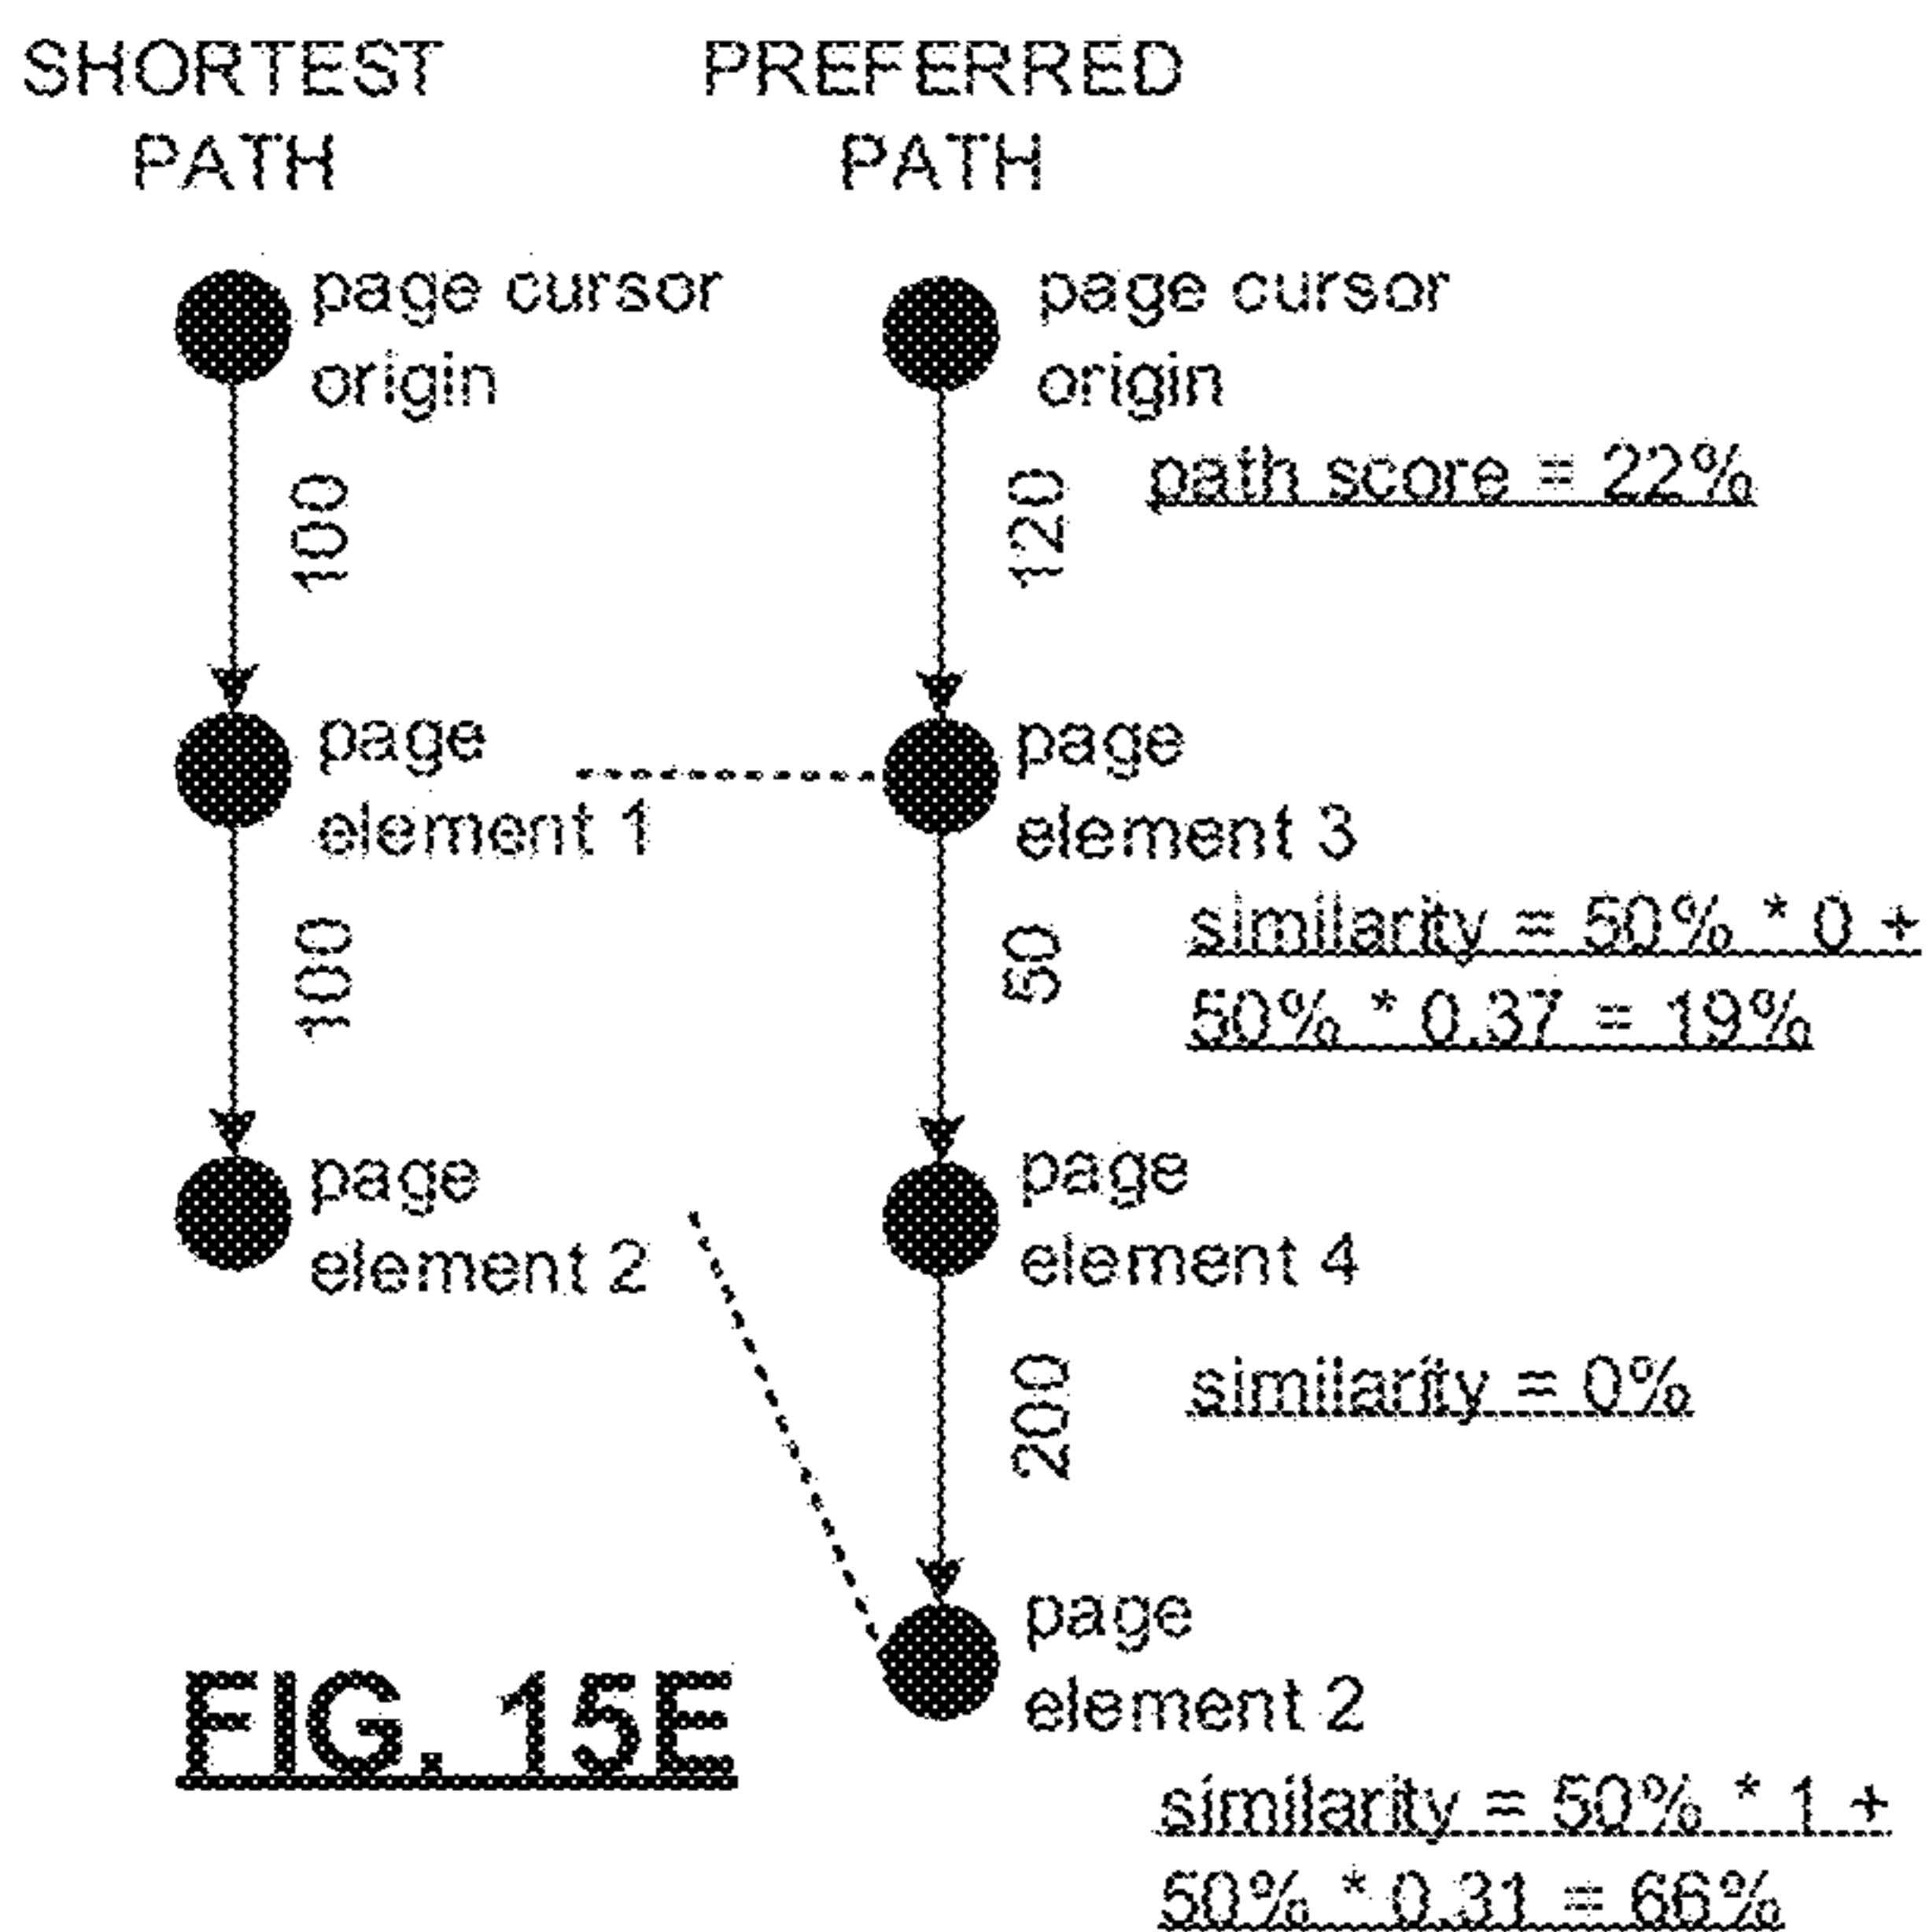 SHORTEST
PATH
PREFERRED
PATH
page cursor
origin
100
page
element 1
100
page
element 2
page cursor
origin
path score = 22%
120
page
element 3
similarity = 50% * 0 +
50% * 0.37 = 19%
50
page
element 4
similarity = 0%
200
page
element 2
similarity = 50% * 1 +
50% * 0.31 = 66%
FIG. 15E